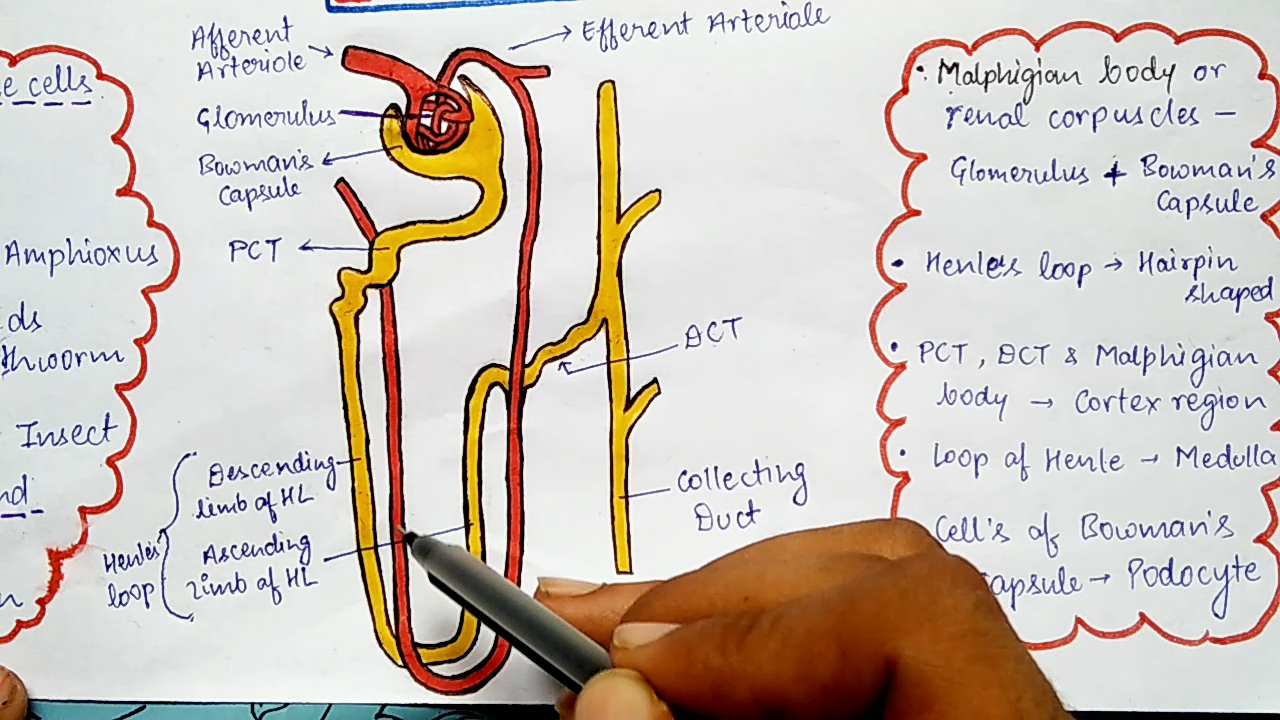 e cells
Amphioxus
ds
thworm
Insect
nd.
n
Afferent
Arteriole
Efferent Arteriale
Glomerulus
Bowman's
Capsule
PCT
DCT
Descending
limb of HL
Ascending
limb of HL
Henle's
loop
Collecting
Duct
• Malphigian body or
renal corpuscles -
Glomerulus + Bowman's
Capsule
• Henle's loop → Hairpin
shaped
• PCT, DCT & Malphigian
body → Cortex region
• Loop of Henle → Medulla
Cell's of Bowman's
apsule → Podocyte